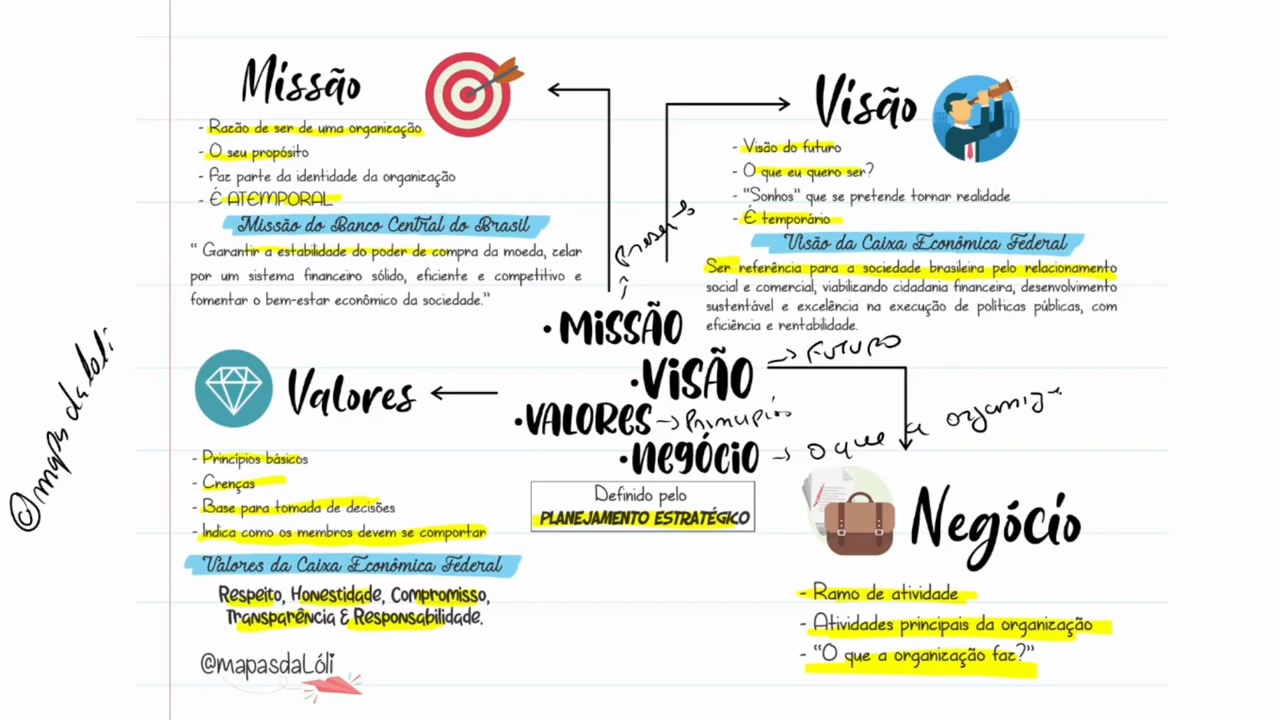 Missão
- Razão de ser de uma organização
- O seu propósito
- Faz parte da identidade da organização
- É ATEMPORAL
Missão do Banco Central do Brasil
“ Garantir a estabilidade do poder de compra da moeda, zelar
por um sistema financeiro sólido, eficiente e competitivo e
fomentar o bem-estar econômico da sociedade.”
Visão
- Visão do futuro
- O que eu quero ser?
- “Sonhos” que se pretende tornar realidade
- É temporário
Visão da Caixa Econômica Federal
Ser referência para a sociedade brasileira pelo relacionamento
social e comercial, viabilizando cidadania financeira, desenvolvimento
sustentável e excelência na execução de políticas públicas, com
eficiência e rentabilidade.
• MISSÃO
•VISÃO
→ FUTURO
•VALORES → Princípios
•NEGÓCIO → O que a organiz
Definido pelo
PLANEJAMENTO ESTRATÉGICO
Valores
- Princípios básicos
- Crenças
- Base para tomada de decisões
- Indica como os membros devem se comportar
Valores da Caixa Econômica Federal
Respeito, Honestidade, Compromisso,
Transparência & Responsabilidade.
@mapasdaLóli
Negócio
- Ramo de atividade
- Atividades principais da organização
- “O que a organização faz?”
@mapas da loli